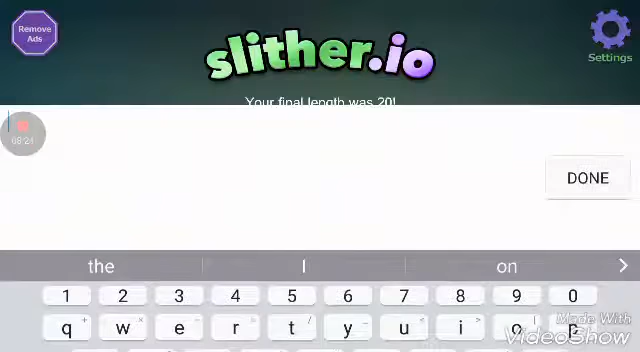 Remove
Ads
slither.io
Settings
Your final length was 20!
08:24
DONE
the I on
1 2 3 4 5 6 7 8 9 0
q w e r t y u i o p
Made With
VideoShow